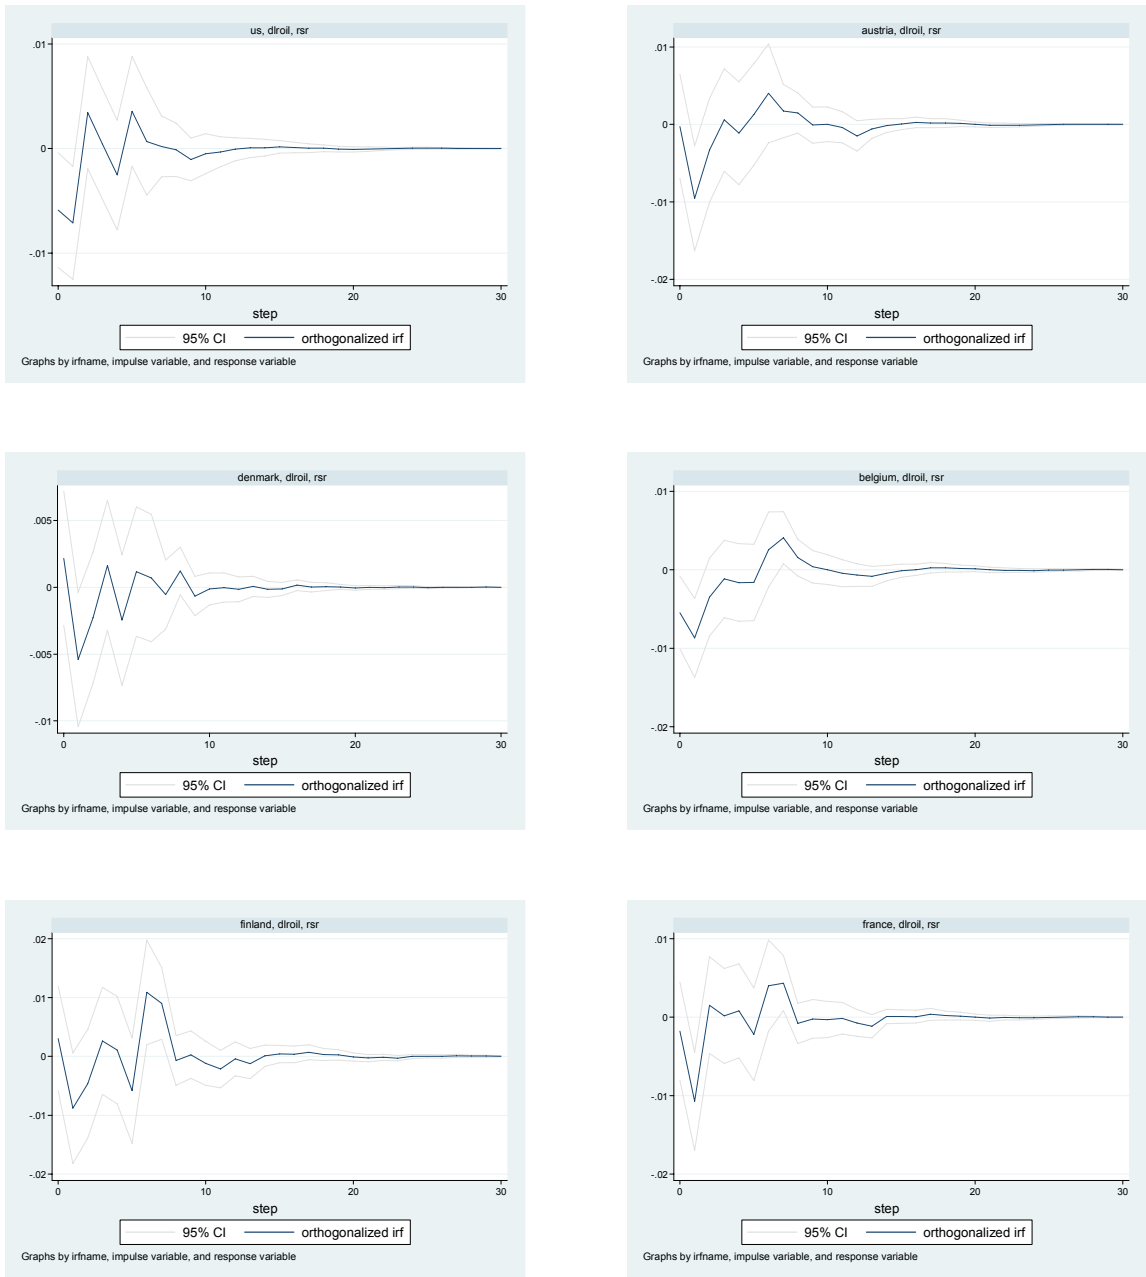 us, dlroil, rsr
.01
0
-.01
0
10
20
30
step
95% CI
orthogonalized irf
Graphs by irfname, impulse variable, and response variable
austria, dlroil, rsr
.01
0
-.01
-.02
0
10
20
30
step
95% CI
orthogonalized irf
Graphs by irfname, impulse variable, and response variable
denmark, dlroil, rsr
.005
0
-.005
-.01
0
10
20
30
step
95% CI
orthogonalized irf
Graphs by irfname, impulse variable, and response variable
belgium, dlroil, rsr
.01
0
-.01
-.02
0
10
20
30
step
95% CI
orthogonalized irf
Graphs by irfname, impulse variable, and response variable
finland, dlroil, rsr
.02
.01
0
-.01
-.02
0
10
20
30
step
95% CI
orthogonalized irf
Graphs by irfname, impulse variable, and response variable
france, dlroil, rsr
.01
0
-.01
-.02
0
10
20
30
step
95% CI
orthogonalized irf
Graphs by irfname, impulse variable, and response variable